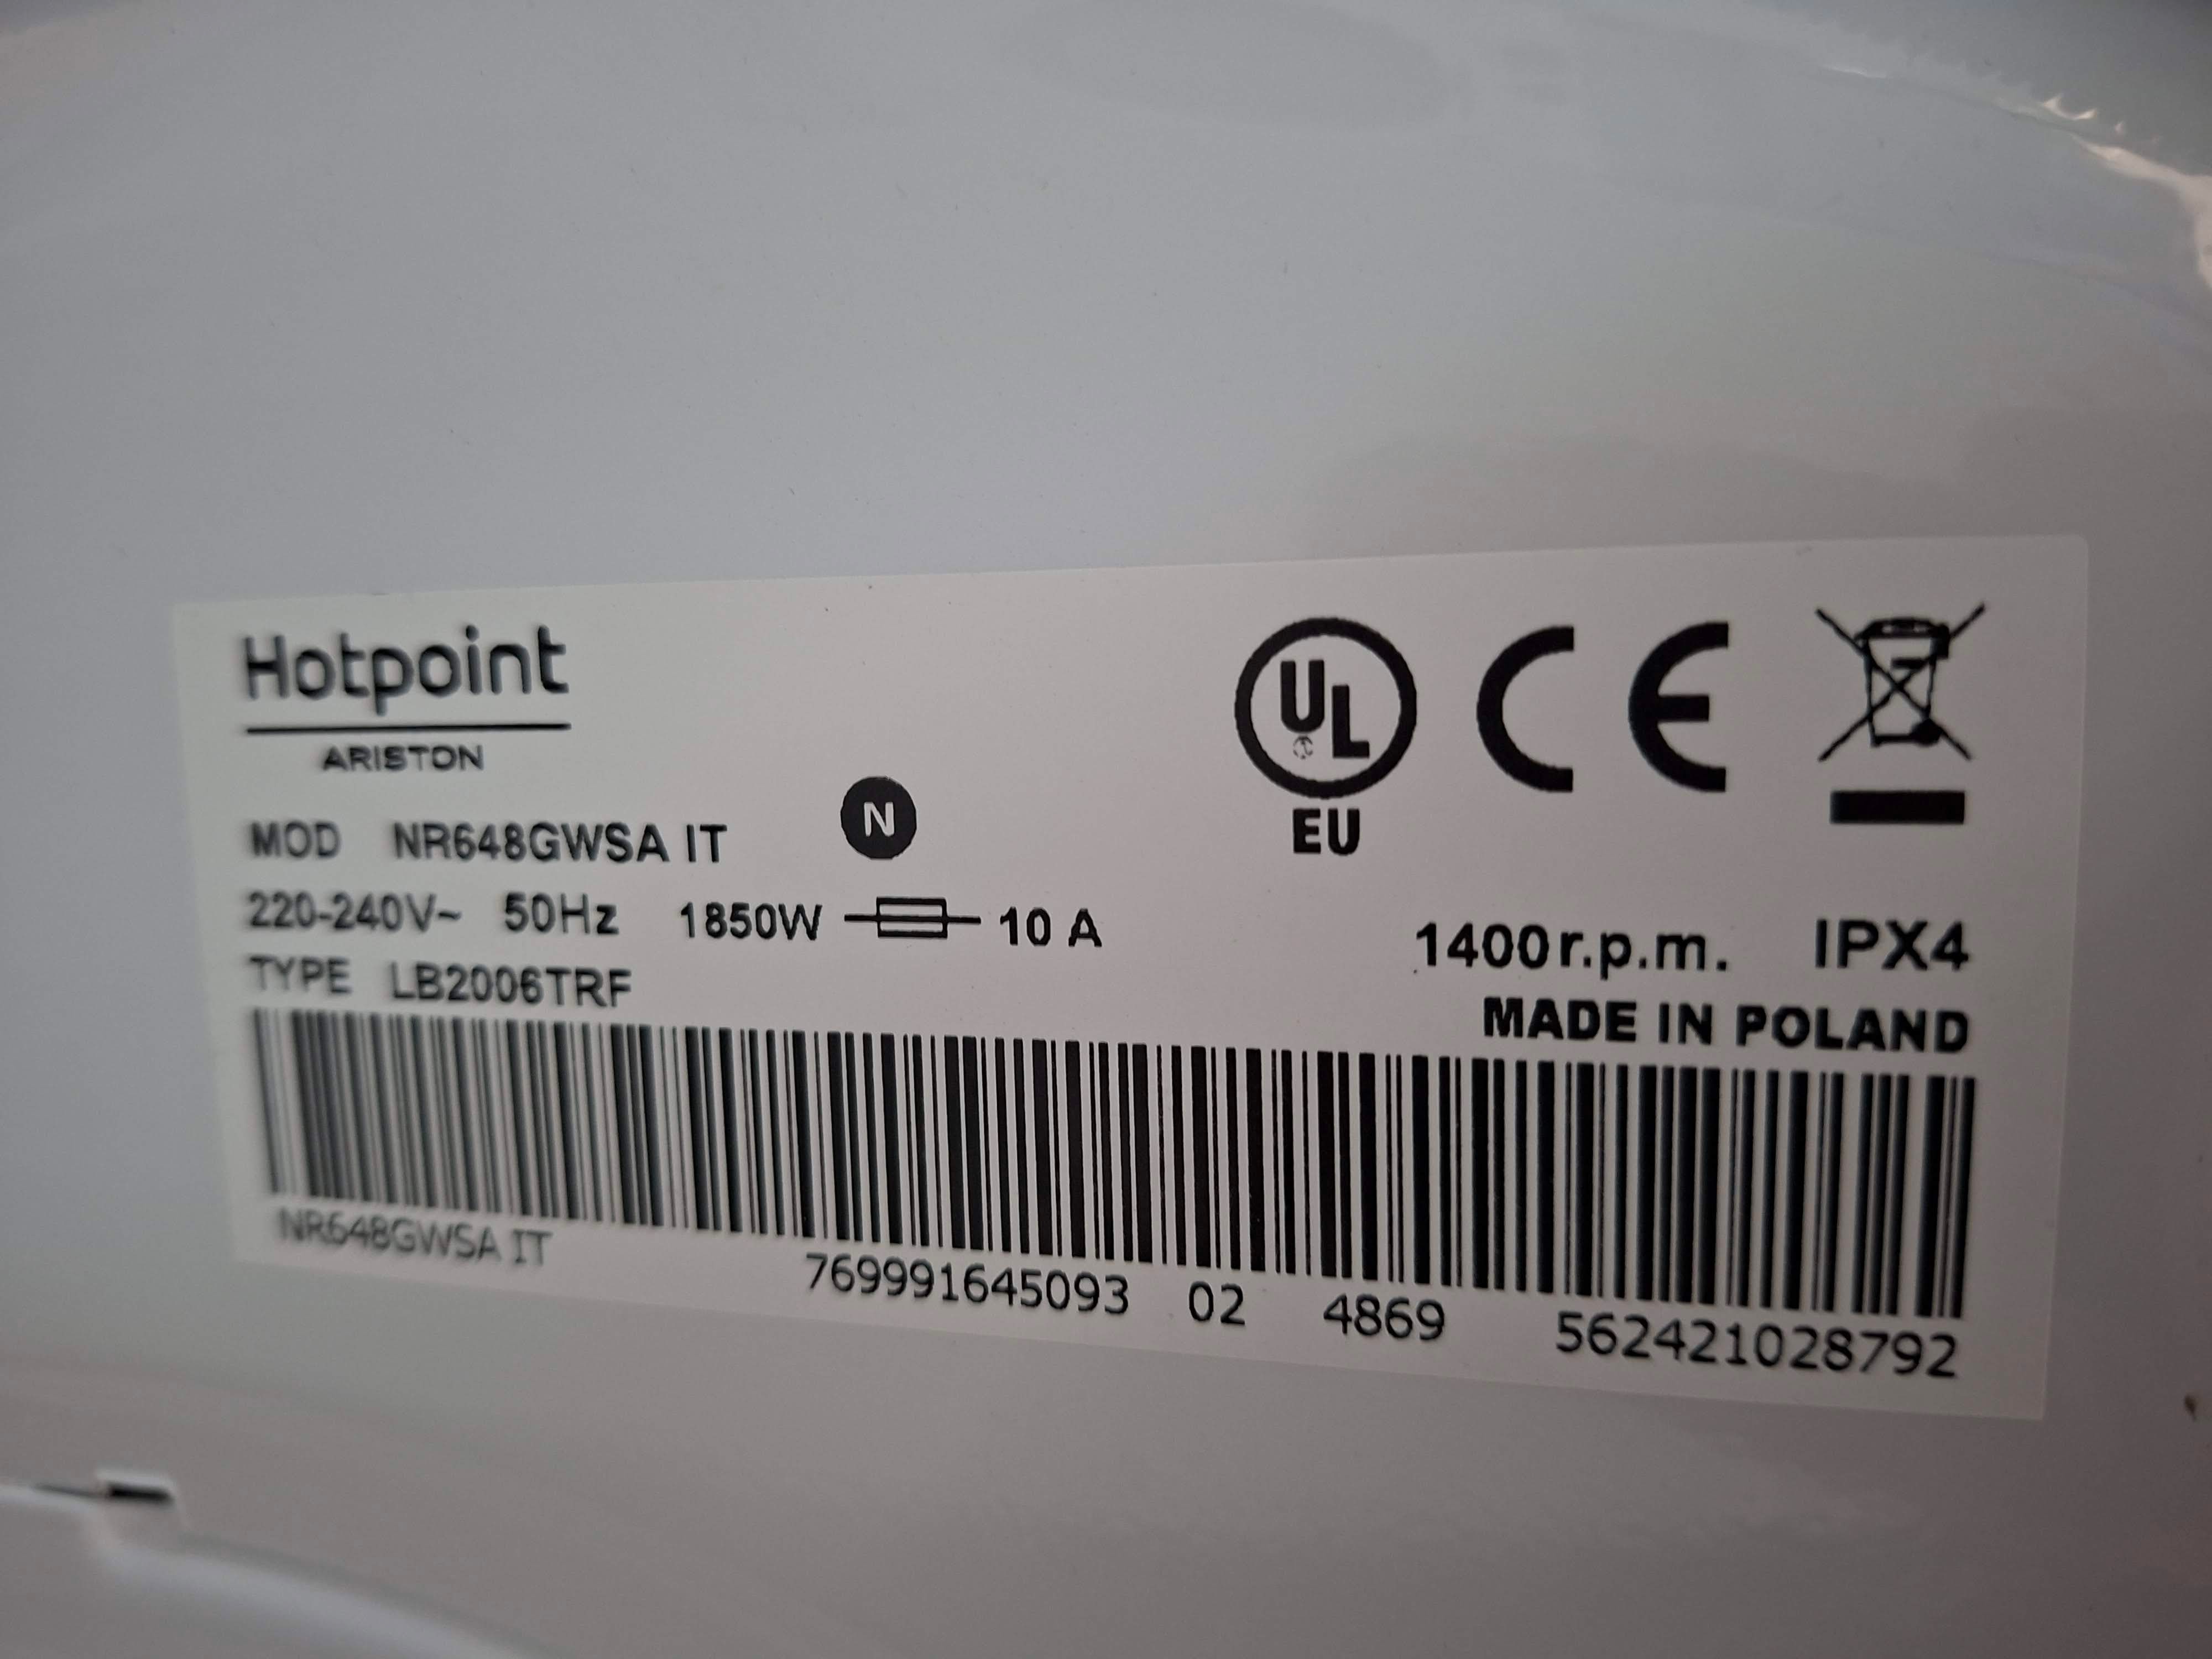 Hotpoint
ARISTON
UL
CE
EU
MOD NR648GWSA IT N
220-240V~ 50Hz 1850W 10 A
1400r.p.m. IPX4
TYPE LB2006TRF
MADE IN POLAND
NR648GWSA IT 769991645093 02 4869 562421028792